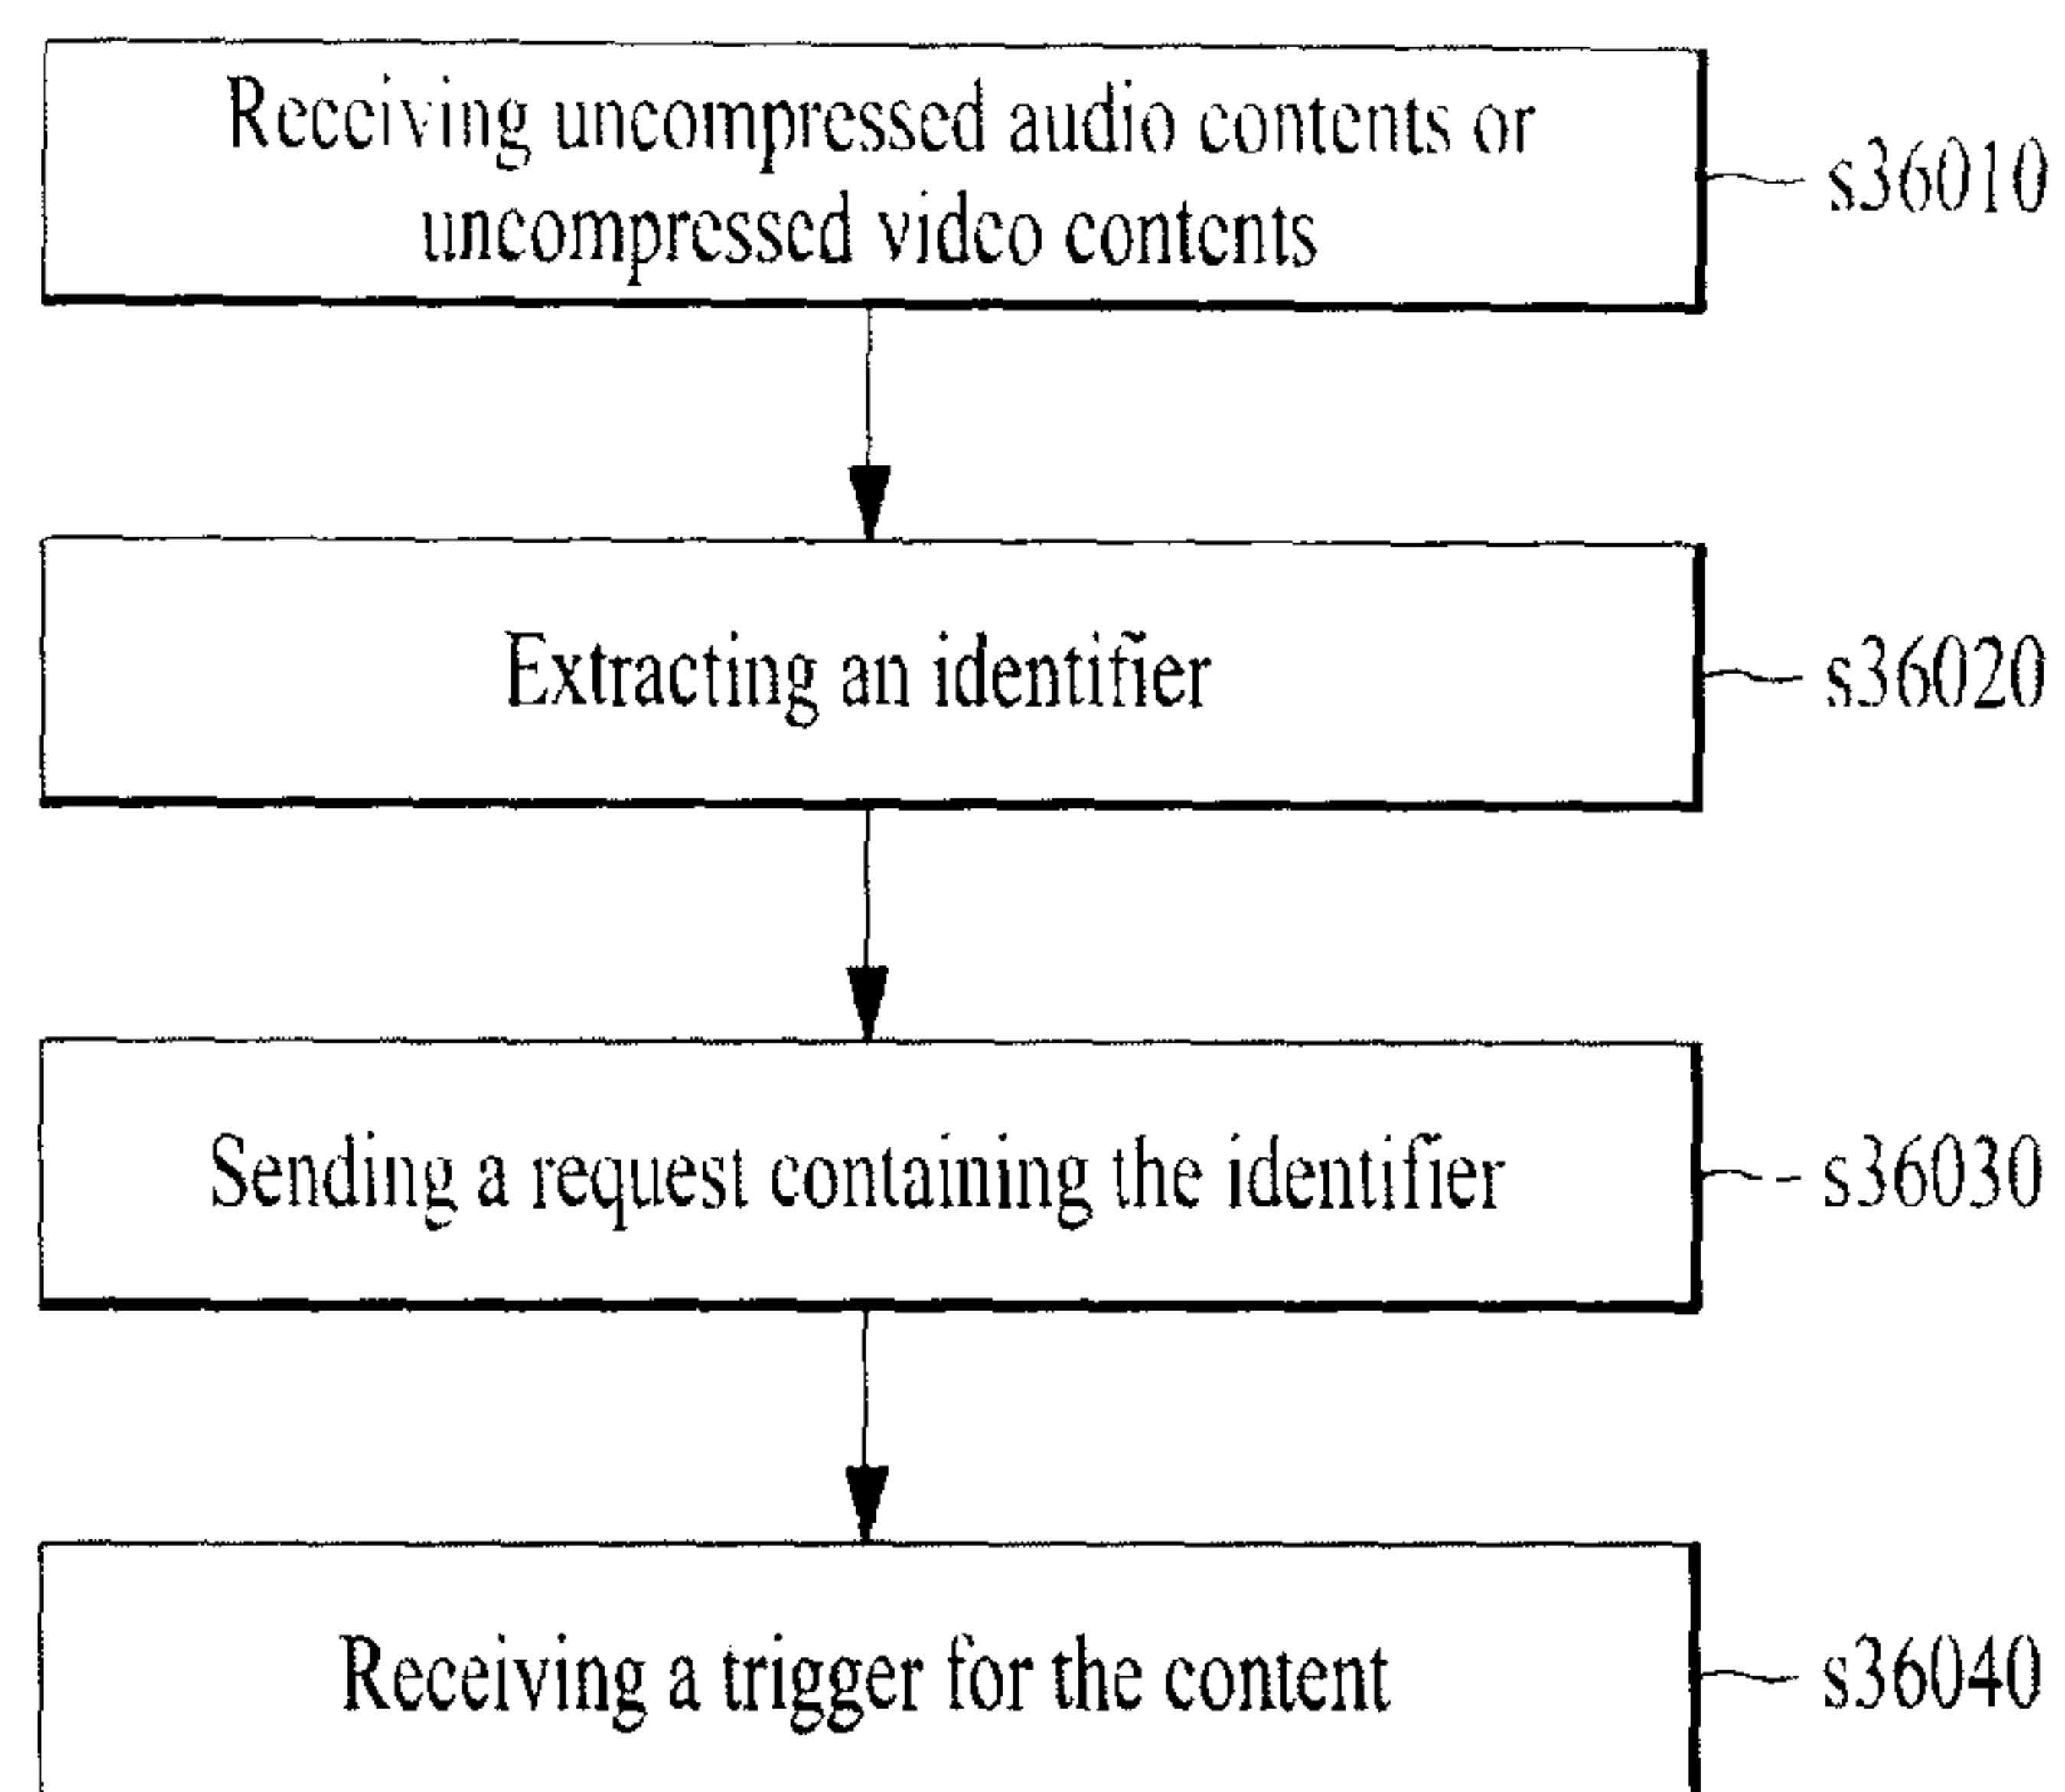 Receiving uncompressed audio contents or
uncompressed video contents
s36010
Extracting an identifier
s36020
Sending a request containing the identifier
s36030
Receiving a trigger for the content
s36040